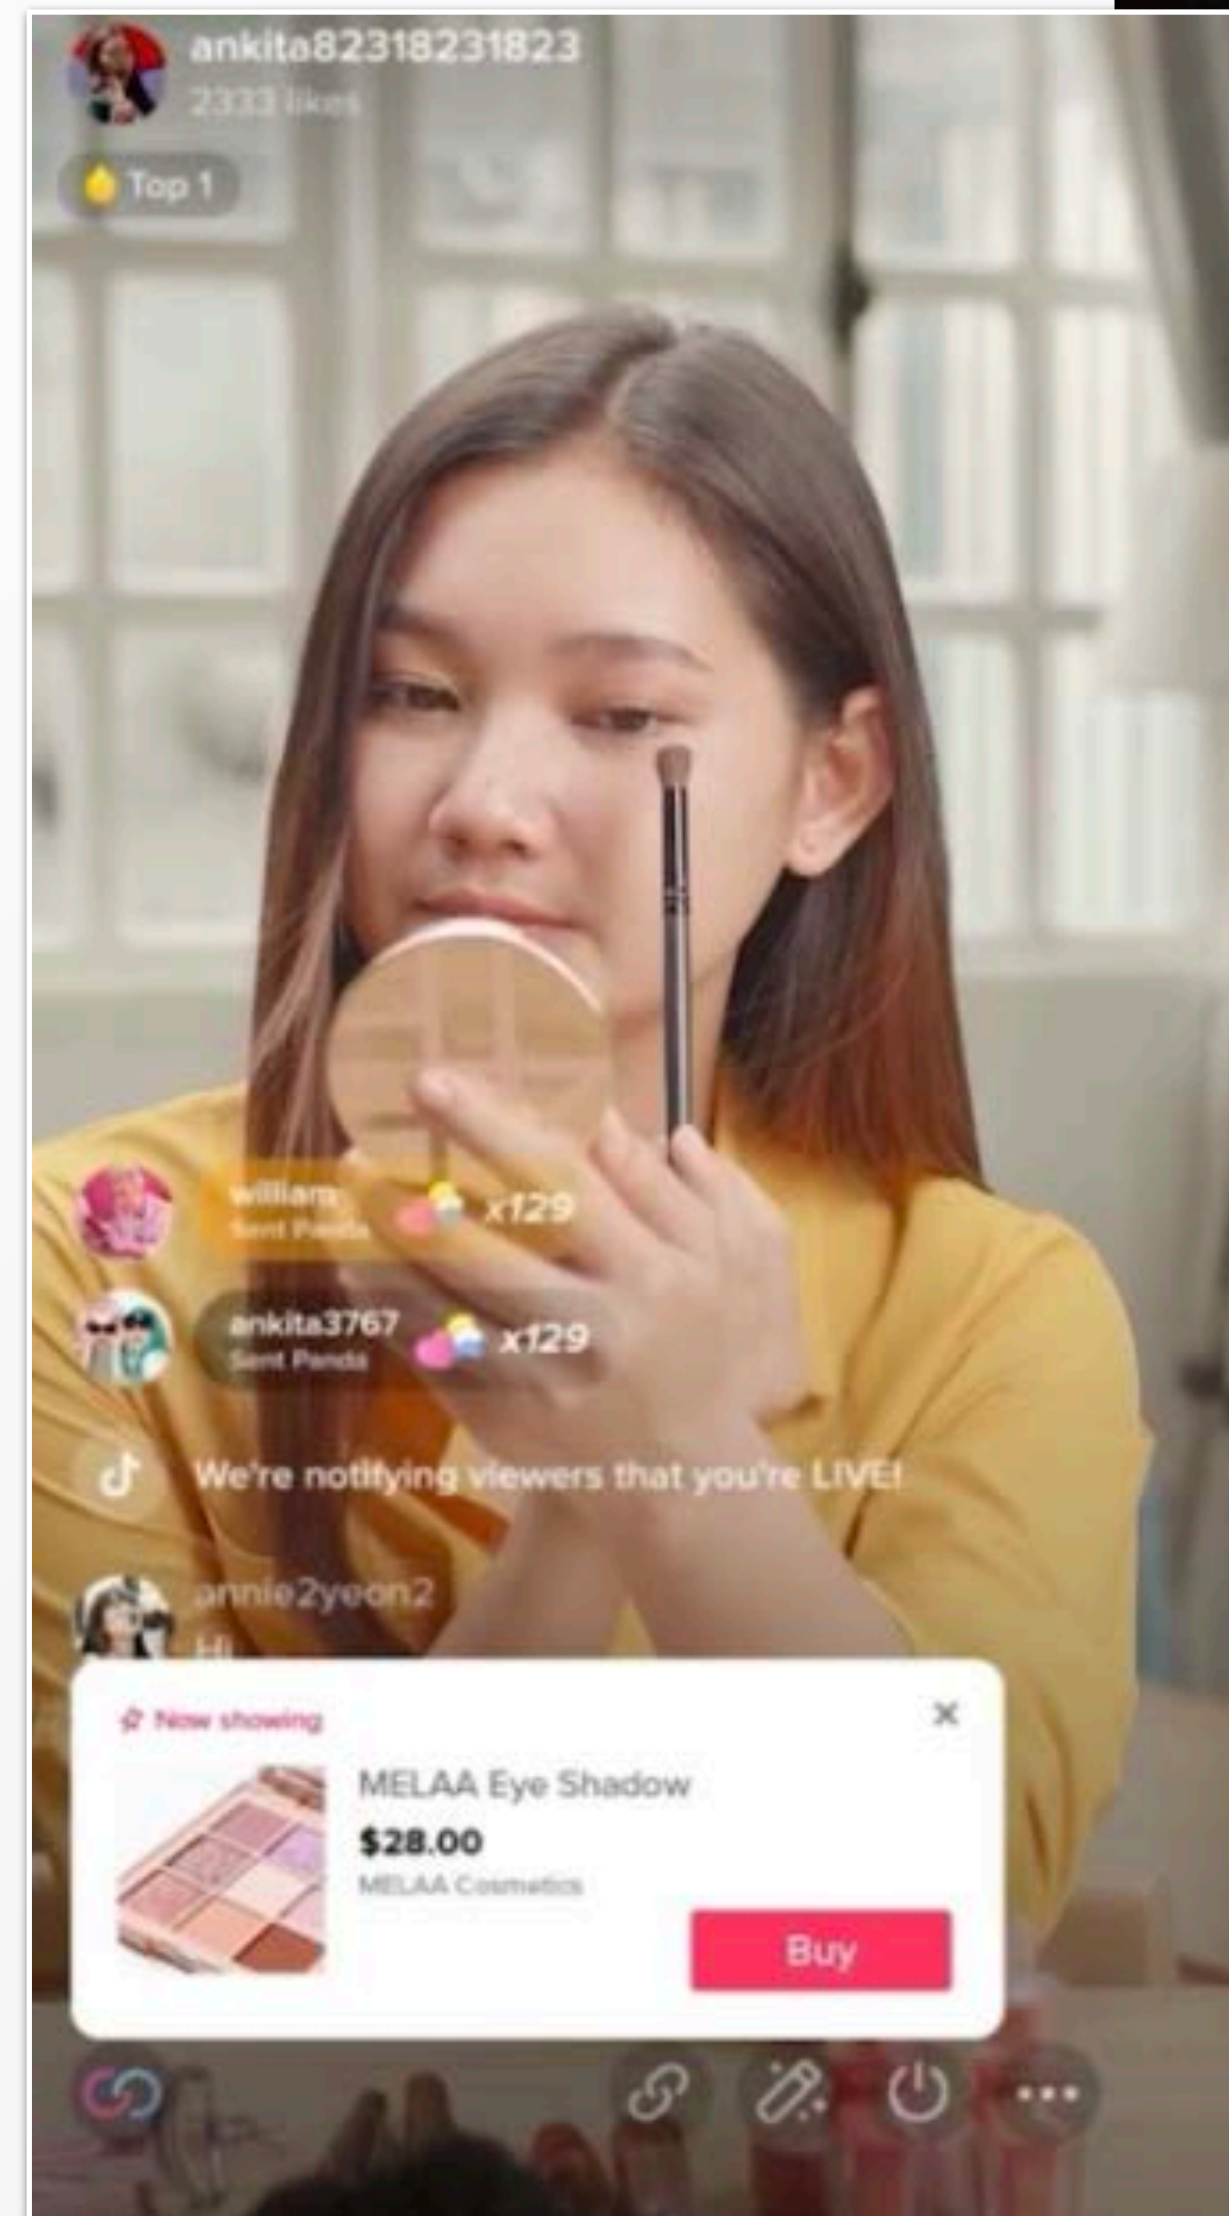 ankita82318231823
2333 likes
Top 1
william
Sent Panda
x129
ankita3767
Sent Panda
x129
We're notifying viewers that you're LIVE!
annie2yeon2
Hi
Now showing
MELAA Eye Shadow
$28.00
MELAA Cosmetics
Buy